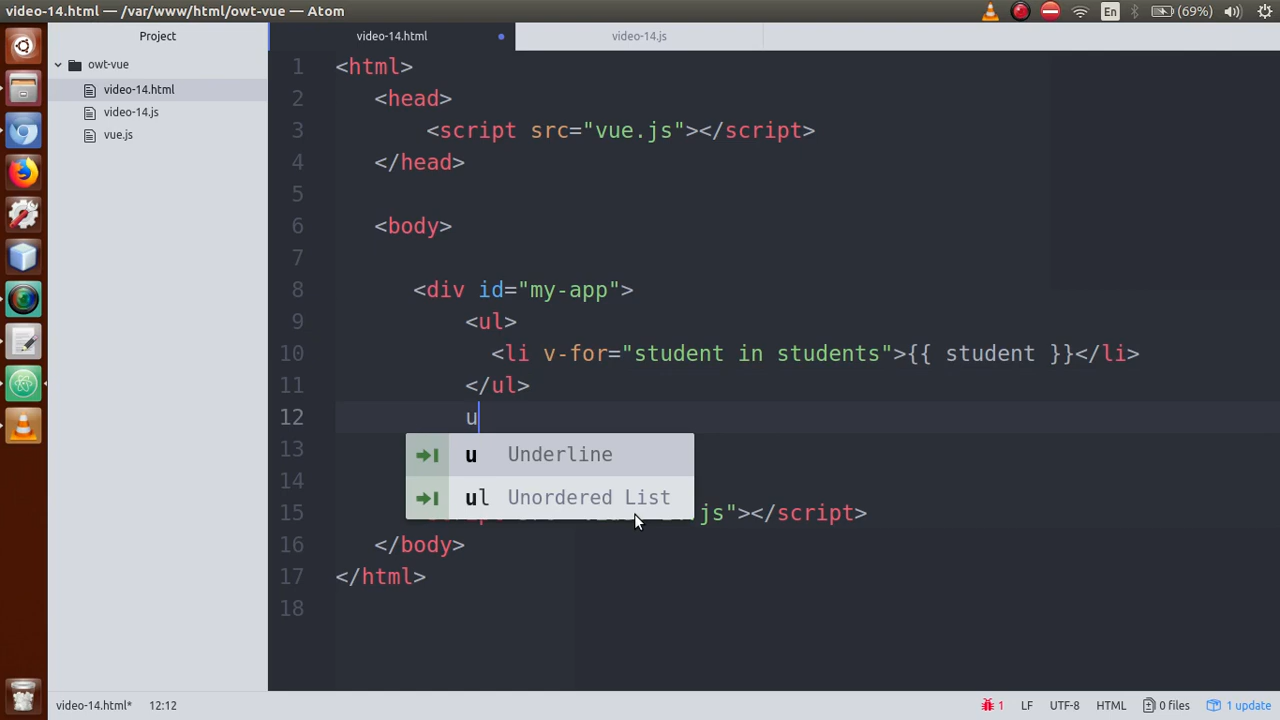 video-14.html — /var/www/html/owt-vue — Atom
En
(69%)
Project
owt-vue
video-14.html
video-14.js
vue.js
video-14.html
video-14.js
1 <html>
2 <head>
3 <script src="vue.js"></script>
4 </head>
5
6 <body>
7
8 <div id="my-app">
9 <ul>
10 <li v-for="student in students">{{ student }}</li>
11 </ul>
12 u
u Underline
ul Unordered List
13
14
15 js"></script>
16 </body>
17 </html>
18
video-14.html* 12:12
1 LF UTF-8 HTML 0 files 1 update